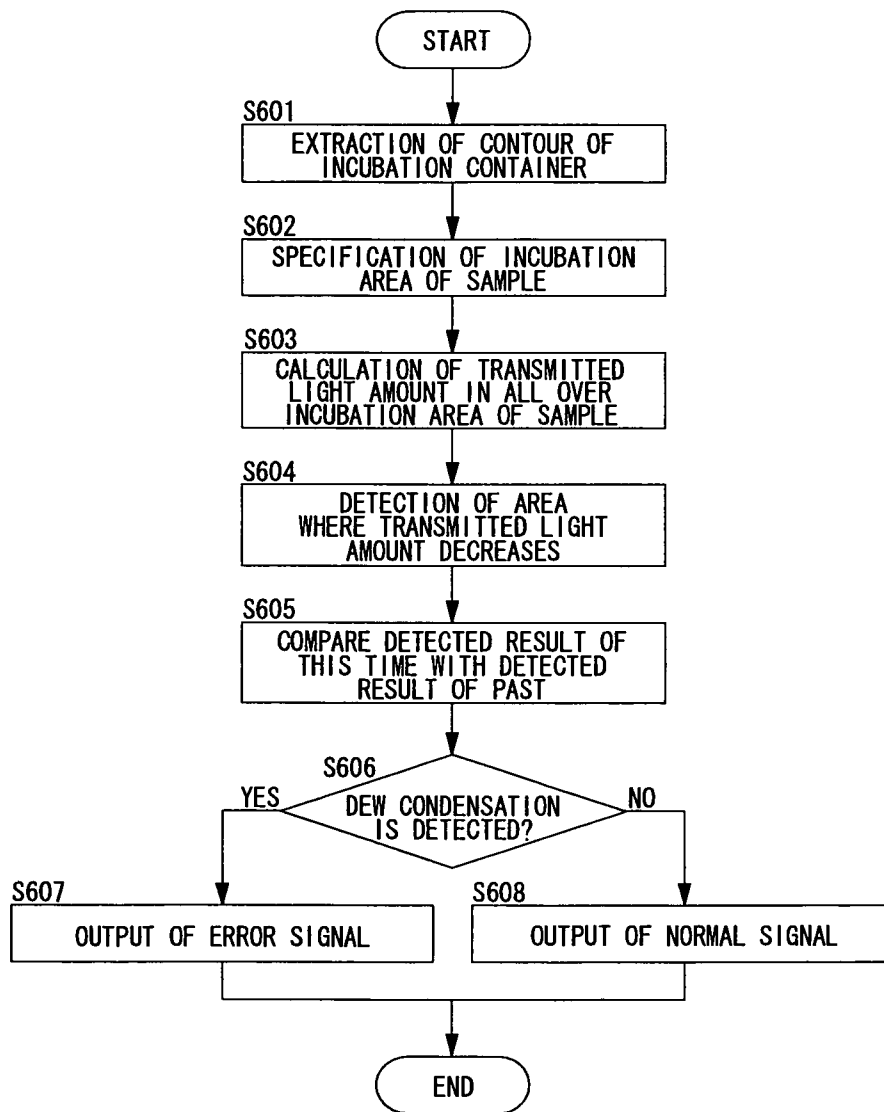 START
S601
EXTRACTION OF CONTOUR OF
INCUBATION CONTAINER
S602
SPECIFICATION OF INCUBATION
AREA OF SAMPLE
S603
CALCULATION OF TRANSMITTED
LIGHT AMOUNT IN ALL OVER
INCUBATION AREA OF SAMPLE
S604
DETECTION OF AREA
WHERE TRANSMITTED LIGHT
AMOUNT DECREASES
S605
COMPARE DETECTED RESULT OF
THIS TIME WITH DETECTED
RESULT OF PAST
S606
YES
NO
DEW CONDENSATION
IS DETECTED?
S607
OUTPUT OF ERROR SIGNAL
S608
OUTPUT OF NORMAL SIGNAL
END